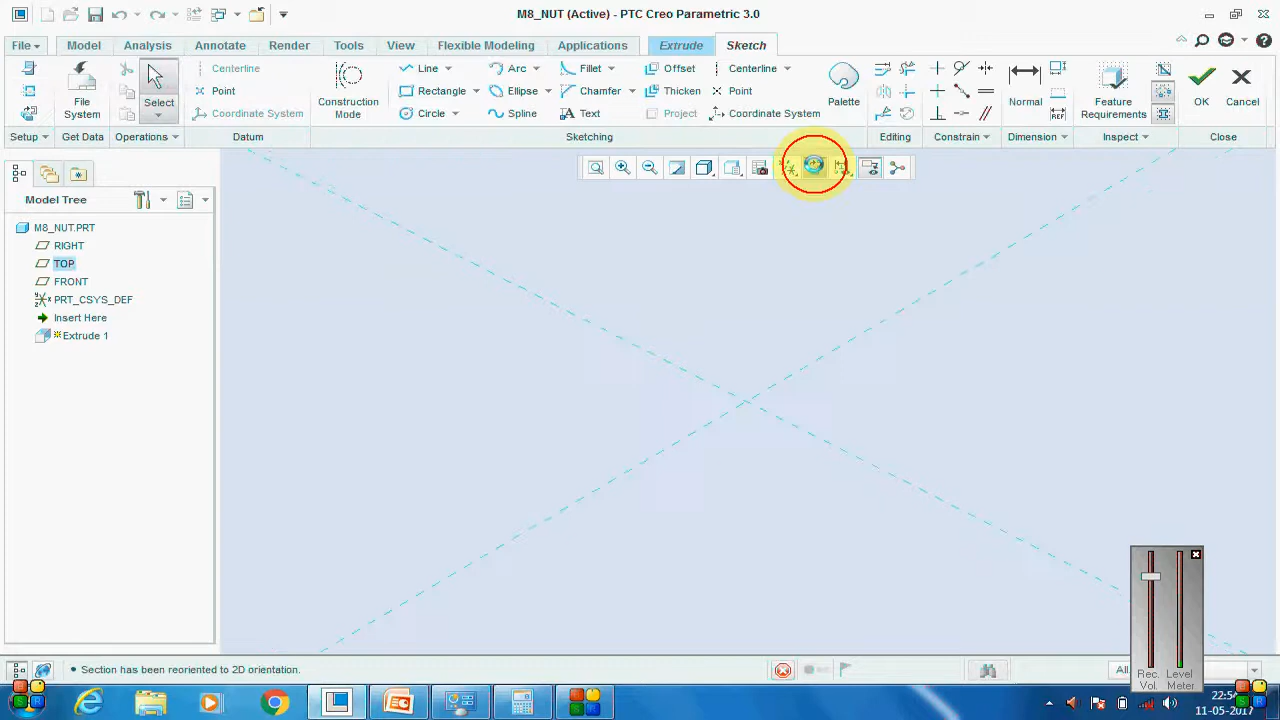 M8_NUT (Active) - PTC Creo Parametric 3.0
File Model Analysis Annotate Render Tools View Flexible Modeling Applications Extrude Sketch
Centerline Line Arc Fillet Offset Centerline
Point Rectangle Ellipse Chamfer Thicken Point
File System Select Coordinate System Construction Mode Circle Spline Text Project Coordinate System Palette Normal Feature Requirements OK Cancel
Setup Get Data Operations Datum Sketching Editing Constrain Dimension Inspect Close
Model Tree
M8_NUT.PRT
RIGHT
TOP
FRONT
PRT_CSYS_DEF
Insert Here
Extrude 1
• Section has been reoriented to 2D orientation.
All
Rec. Level
Vol. Meter
11-05-2017